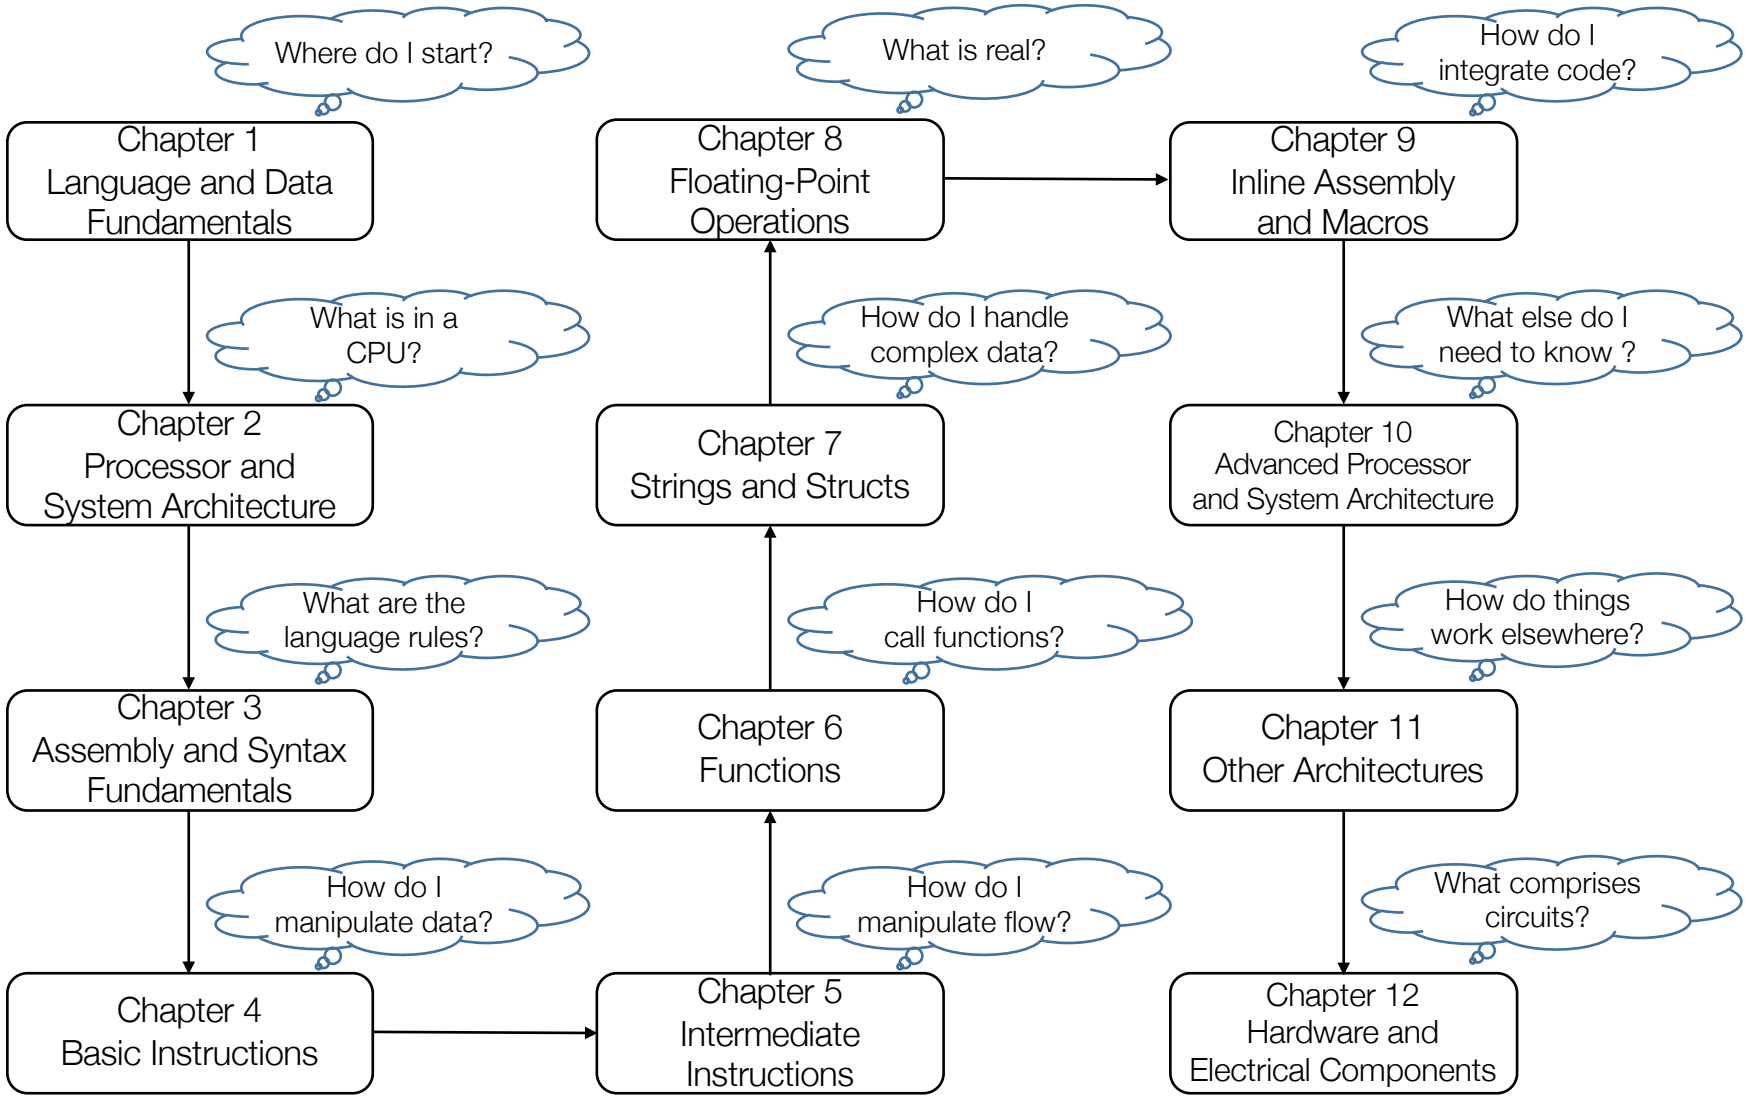 Where do I start?
Chapter 1
Language and Data
Fundamentals
What is in a
CPU?
Chapter 2
Processor and
System Architecture
What are the
language rules?
Chapter 3
Assembly and Syntax
Fundamentals
How do I
manipulate data?
Chapter 4
Basic Instructions
How do I
manipulate flow?
Chapter 5
Intermediate
Instructions
How do I
call functions?
Chapter 6
Functions
How do I handle
complex data?
Chapter 7
Strings and Structs
What is real?
Chapter 8
Floating-Point
Operations
How do I
integrate code?
Chapter 9
Inline Assembly
and Macros
What else do I
need to know ?
Chapter 10
Advanced Processor
and System Architecture
How do things
work elsewhere?
Chapter 11
Other Architectures
What comprises
circuits?
Chapter 12
Hardware and
Electrical Components